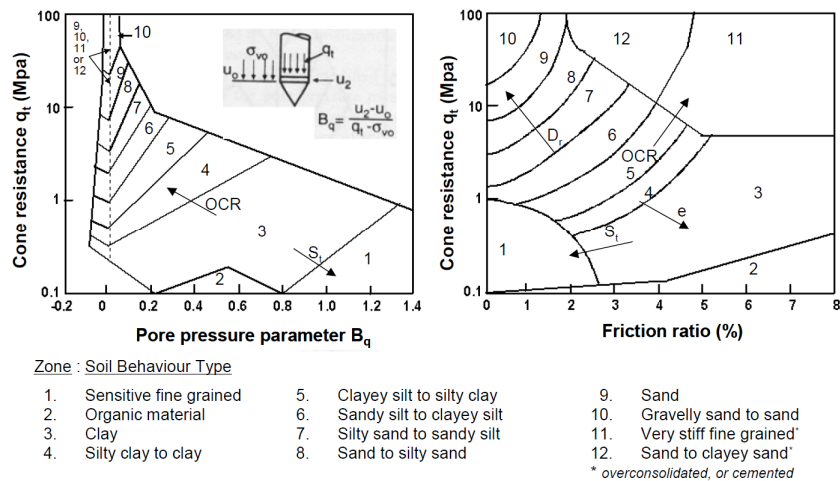 Cone resistance qt (Mpa)
100
10
1
0.1
-0.2
0
0.2
0.4
0.6
0.8
1.0
1.2
1.4
9,
10,
11
or
12
10
9
8
7
6
5
4
3
2
1
OCR
St
σvo
uo
qt
u2
Bq= u2-uo / qt -σvo
Pore pressure parameter Bq
Cone resistance qt (Mpa)
100
10
1
0.1
0
1
2
3
4
5
6
7
8
10
9
8
7
6
5
4
3
2
1
12
11
Dr
OCR
e
St
Friction ratio (%)
Zone : Soil Behaviour Type
1. Sensitive fine grained
2. Organic material
3. Clay
4. Silty clay to clay
5. Clayey silt to silty clay
6. Sandy silt to clayey silt
7. Silty sand to sandy silt
8. Sand to silty sand
9. Sand
10. Gravelly sand to sand
11. Very stiff fine grained*
12. Sand to clayey sand*
* overconsolidated, or cemented